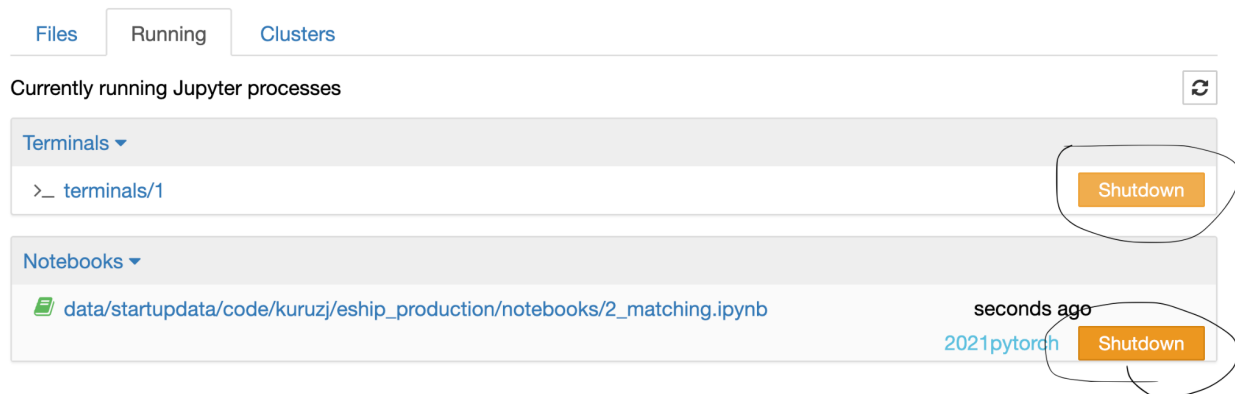 Files Running Clusters
Currently running Jupyter processes
Terminals
>_ terminals/1 Shutdown
Notebooks
data/startupdata/code/kuruzj/eship_production/notebooks/2_matching.ipynb seconds ago
2021pytorch Shutdown